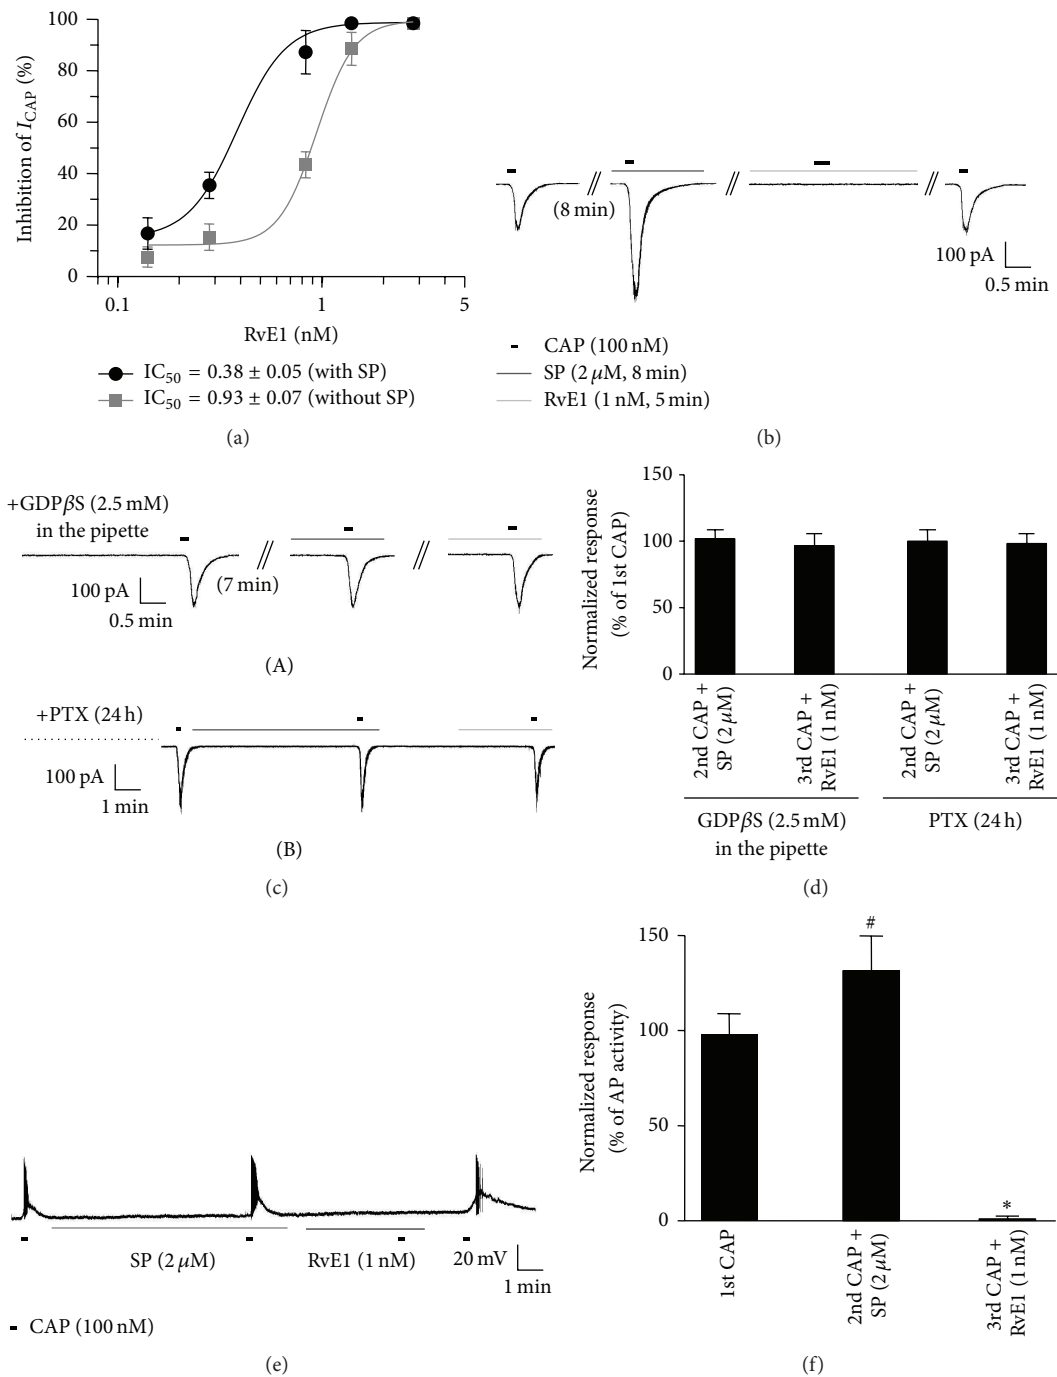 100
80
60
40
20
0
Inhibition of I_CAP (%)
0.1
1
5
RvE1 (nM)
IC50 = 0.38 ± 0.05 (with SP)
IC50 = 0.93 ± 0.07 (without SP)
(a)
(8 min)
100 pA
0.5 min
CAP (100 nM)
SP (2 μM, 8 min)
RvE1 (1 nM, 5 min)
(b)
+GDPβS (2.5 mM)
in the pipette
(7 min)
100 pA
0.5 min
(A)
+PTX (24 h)
100 pA
1 min
(B)
(c)
150
100
50
0
Normalized response
(% of 1st CAP)
2nd CAP +
SP (2 μM)
3rd CAP +
RvE1 (1 nM)
2nd CAP +
SP (2 μM)
3rd CAP +
RvE1 (1 nM)
GDPβS (2.5 mM)
in the pipette
PTX (24 h)
(d)
SP (2 μM)
RvE1 (1 nM)
20 mV
1 min
CAP (100 nM)
(e)
150
100
50
0
Normalized response
(% of AP activity)
#
*
1st CAP
2nd CAP +
SP (2 μM)
3rd CAP +
RvE1 (1 nM)
(f)